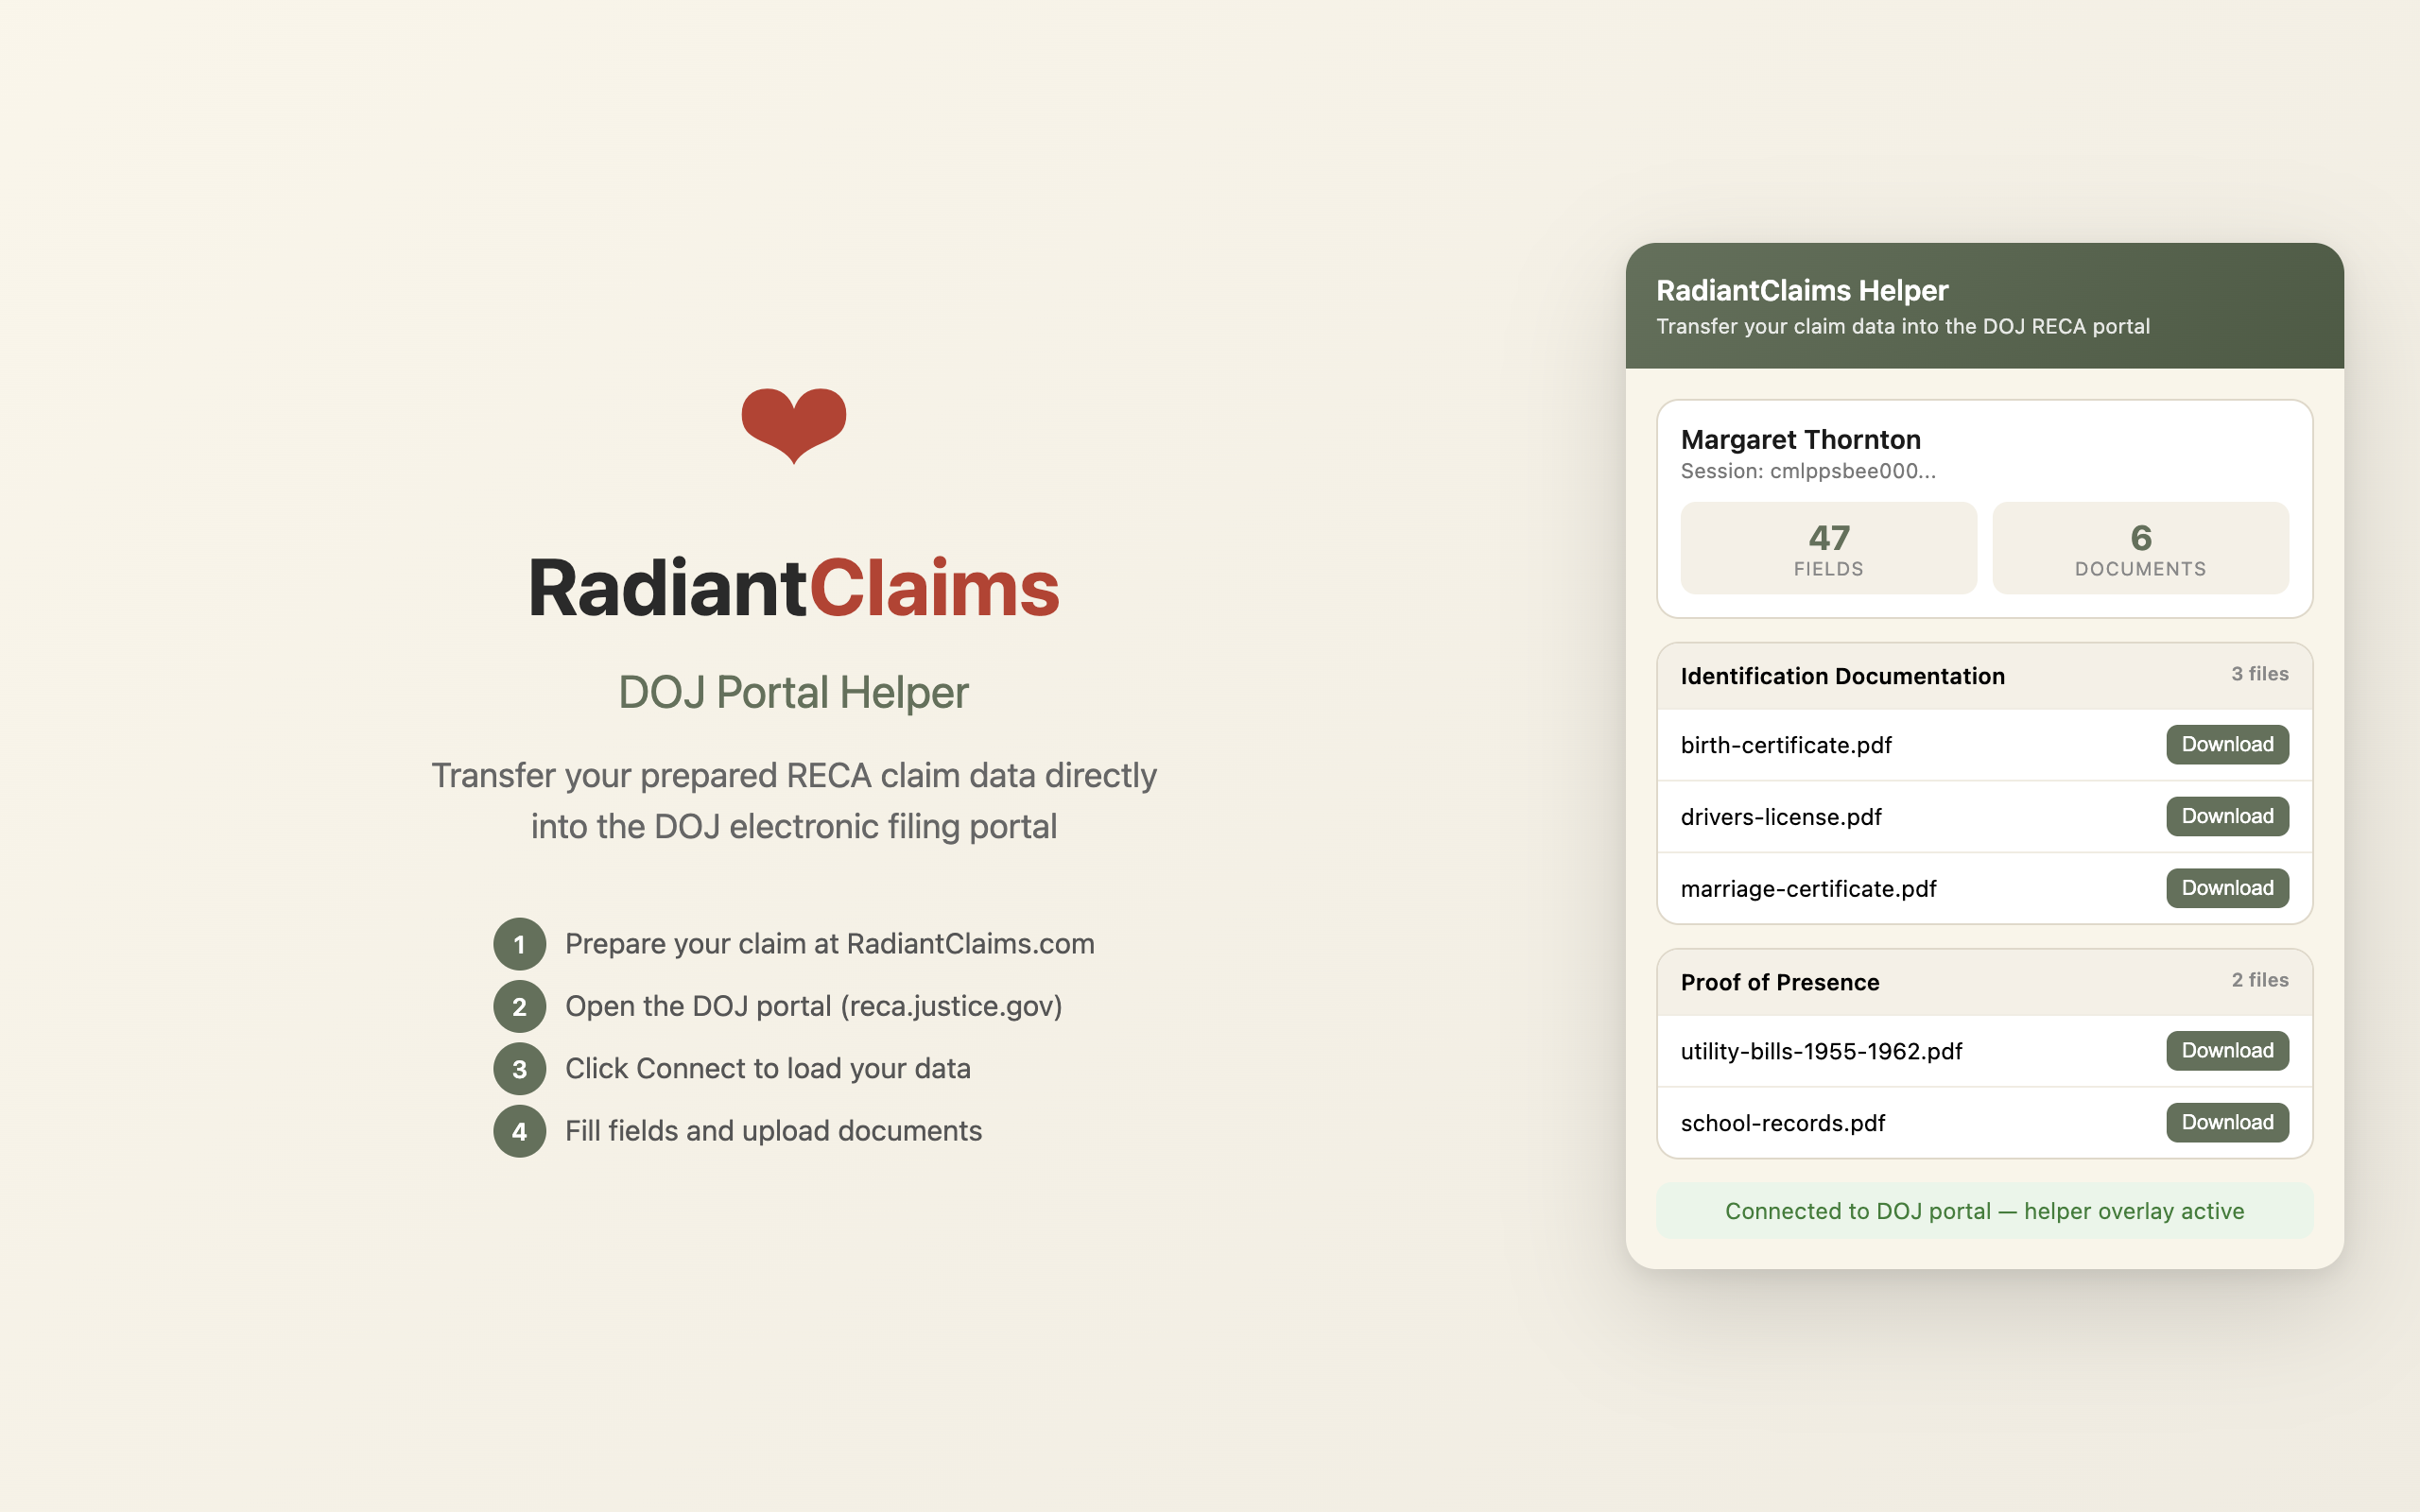 RadiantClaims
DOJ Portal Helper
Transfer your prepared RECA claim data directly
into the DOJ electronic filing portal
1 Prepare your claim at RadiantClaims.com
2 Open the DOJ portal (reca.justice.gov)
3 Click Connect to load your data
4 Fill fields and upload documents
RadiantClaims Helper
Transfer your claim data into the DOJ RECA portal
Margaret Thornton
Session: cmlppsbee000...
47 6
FIELDS DOCUMENTS
Identification Documentation 3 files
birth-certificate.pdf Download
drivers-license.pdf Download
marriage-certificate.pdf Download
Proof of Presence 2 files
utility-bills-1955-1962.pdf Download
school-records.pdf Download
Connected to DOJ portal — helper overlay active